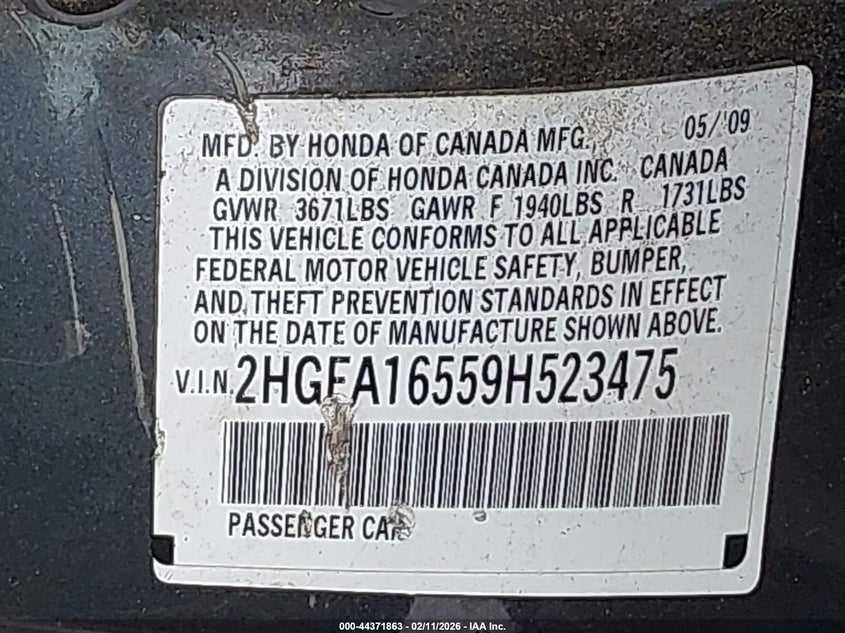 MFD. BY HONDA OF CANADA MFG., 05/'09
A DIVISION OF HONDA CANADA INC. CANADA
GVWR 3671LBS GAWR F 1940LBS R 1731LBS
THIS VEHICLE CONFORMS TO ALL APPLICABLE
FEDERAL MOTOR VEHICLE SAFETY, BUMPER,
AND THEFT PREVENTION STANDARDS IN EFFECT
ON THE DATE OF MANUFACTURE SHOWN ABOVE.
V.I.N. 2HGFA16559H523475
PASSENGER CAR
000-44371863 - 02/11/2026 - IAA Inc.